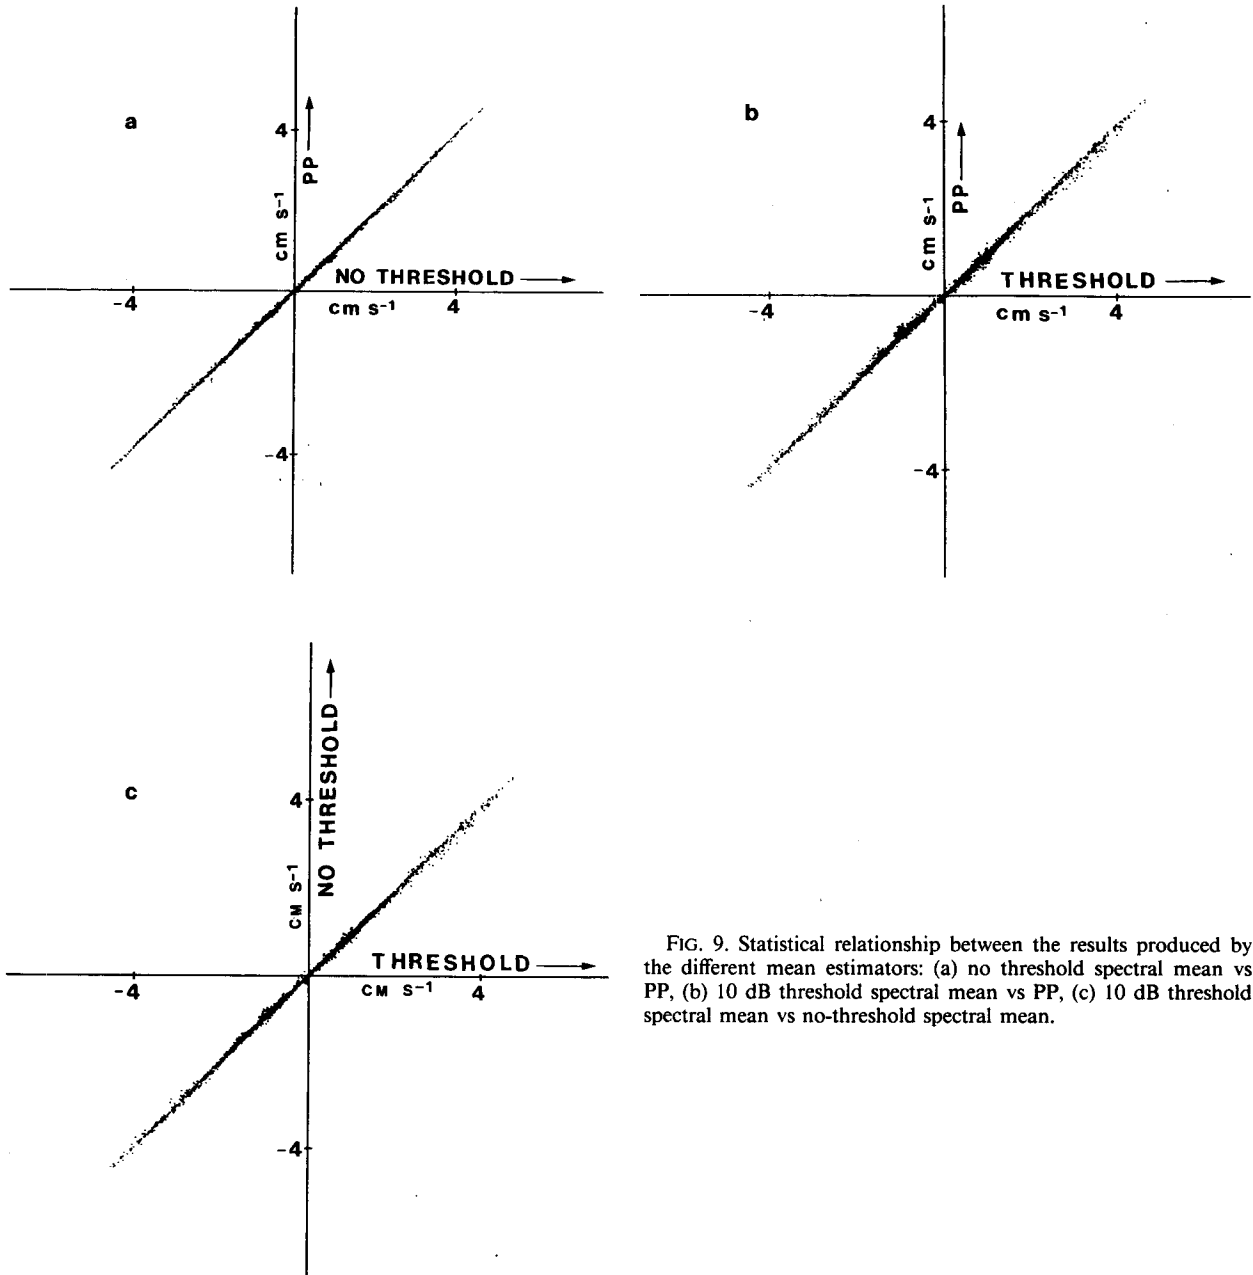 a
4
PP
cm s⁻¹
NO THRESHOLD
-4
cm s⁻¹
4
-4
b
4
PP
cm s⁻¹
THRESHOLD
-4
cm s⁻¹
4
-4
c
4
NO THRESHOLD
CM S⁻¹
THRESHOLD
-4
CM S⁻¹
4
-4
FIG. 9. Statistical relationship between the results produced by
the different mean estimators: (a) no threshold spectral mean vs
PP, (b) 10 dB threshold spectral mean vs PP, (c) 10 dB threshold
spectral mean vs no-threshold spectral mean.